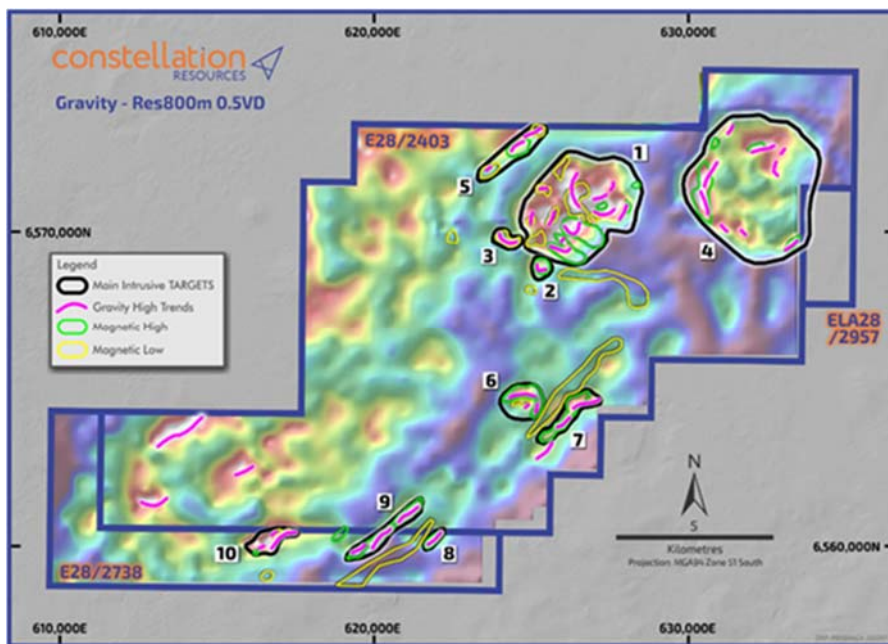 610,000E 620,000E 630,000E
constellation
RESOURCES
Gravity - Res800m 0.5VD
E28/2403
1
5
6,570,000N
3
4
2
Legend
Main Intrusive TARGETS
Gravity High Trends
Magnetic High
Magnetic Low
ELA28
/2957
6
7
N
9
5
10
8
Kilometres
6,560,000N
Projection: MGA94 Zone 51 South
E28/2738
610,000E 620,000E 630,000E